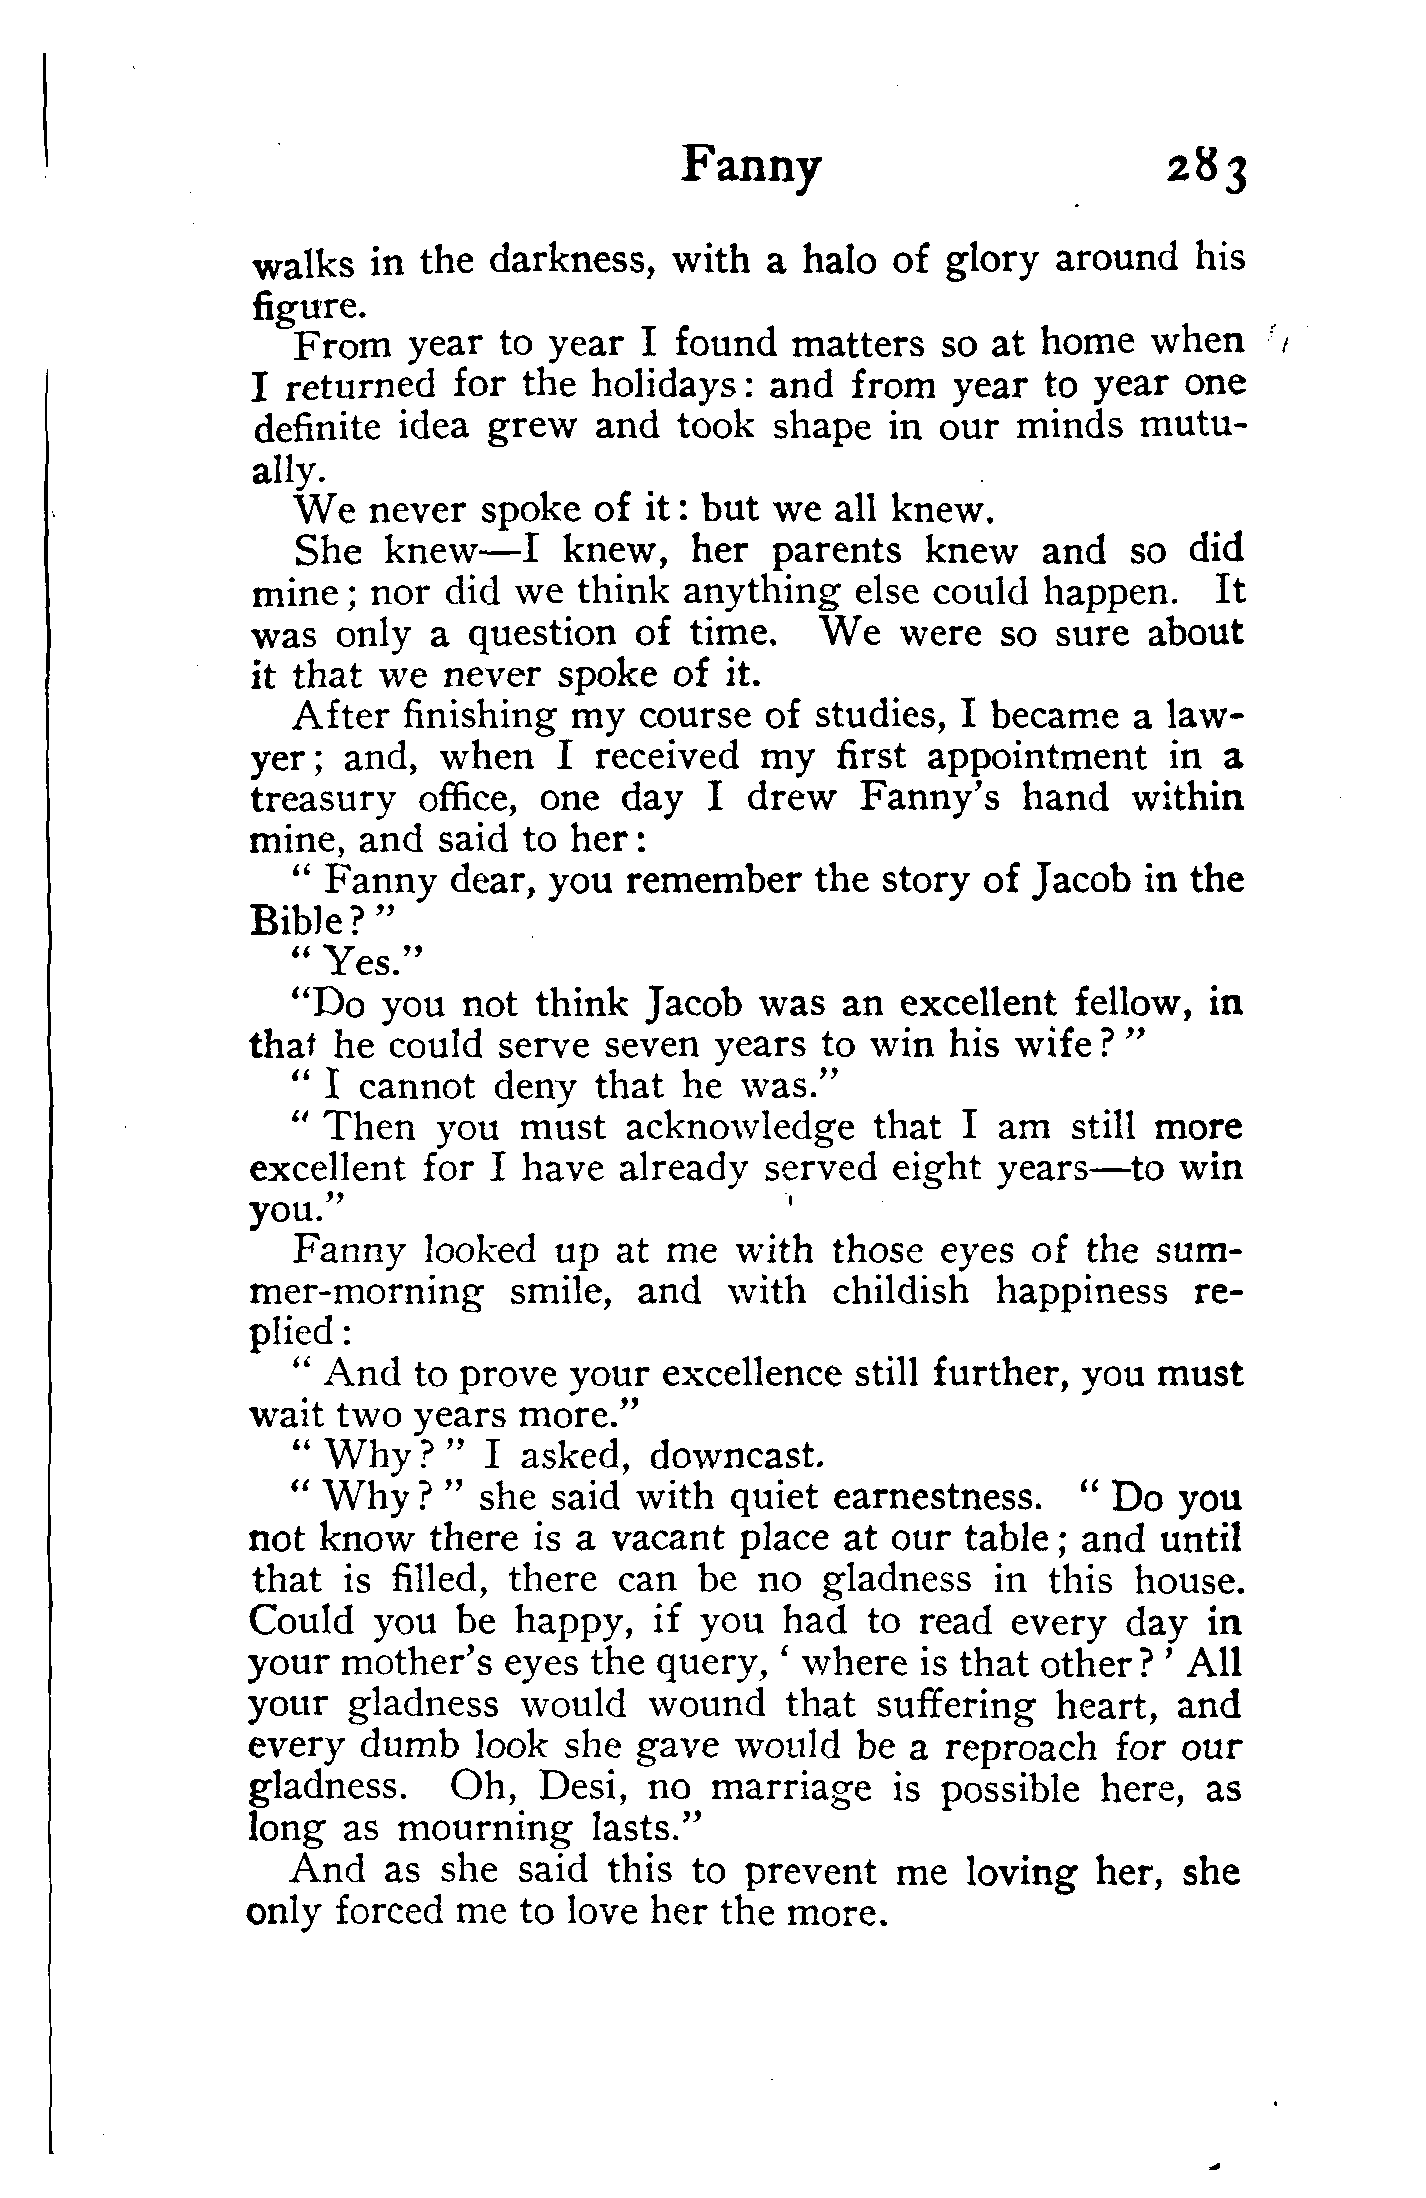 Fanny 283
walks in the darkness, with a halo of glory around his
figure.
From year to year I found matters so at home when
I returned for the holidays: and from year to year one
definite idea grew and took shape in our minds mutu-
ally.
We never spoke of it: but we all knew.
She knew—I knew, her parents knew and so did
mine; nor did we think anything else could happen. It
was only a question of time. We were so sure about
it that we never spoke of it.
After finishing my course of studies, I became a law-
yer; and, when I received my first appointment in a
treasury office, one day I drew Fanny's hand within
mine, and said to her:
"Fanny dear, you remember the story of Jacob in the
Bible?"
"Yes."
"Do you not think Jacob was an excellent fellow, in
that he could serve seven years to win his wife?"
"I cannot deny that he was."
"Then you must acknowledge that I am still more
excellent for I have already served eight years—to win
you."
Fanny looked up at me with those eyes of the sum-
mer-morning smile, and with childish happiness re-
plied:
"And to prove your excellence still further, you must
wait two years more."
"Why?" I asked, downcast.
"Why?" she said with quiet earnestness. "Do you
not know there is a vacant place at our table; and until
that is filled, there can be no gladness in this house.
Could you be happy, if you had to read every day in
your mother's eyes the query, 'where is that other?' All
your gladness would wound that suffering heart, and
every dumb look she gave would be a reproach for our
gladness. Oh, Desi, no marriage is possible here, as
long as mourning lasts."
And as she said this to prevent me loving her, she
only forced me to love her the more.